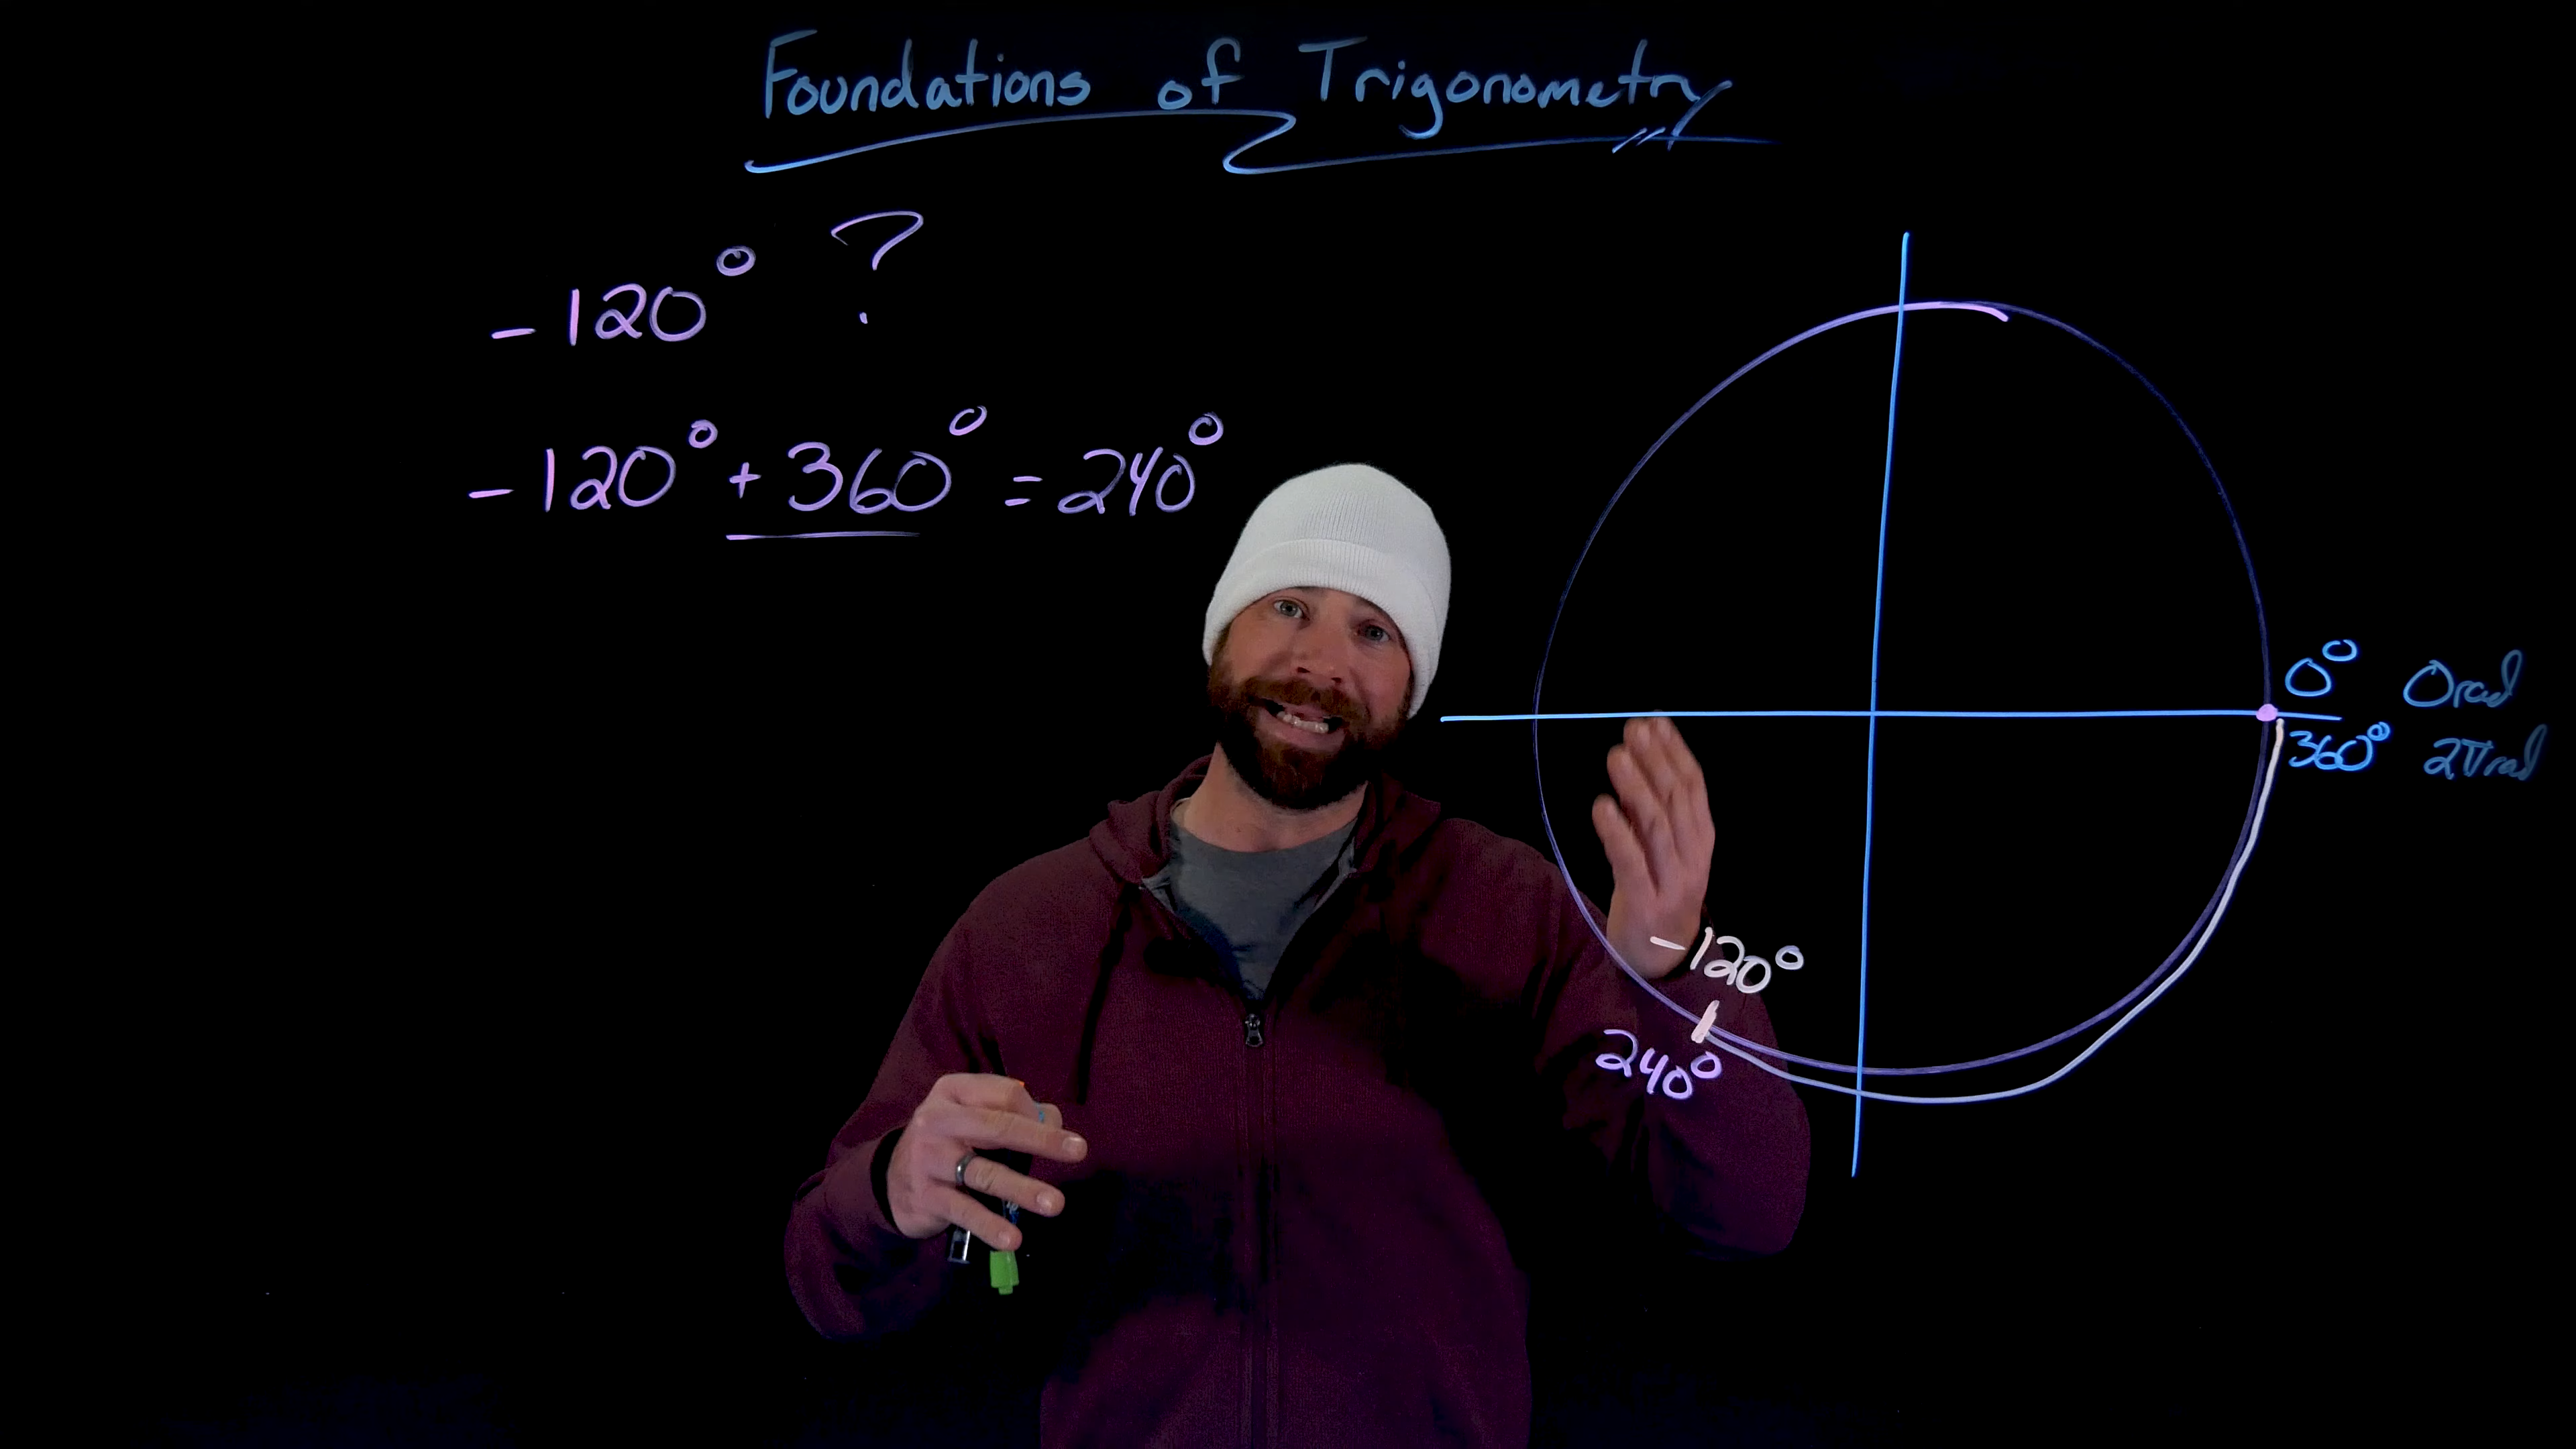 Foundations of Trigonometry
-120° ?
-120° + 360° = 240°
0° 0rad
360° 2πrad
-120°
240°